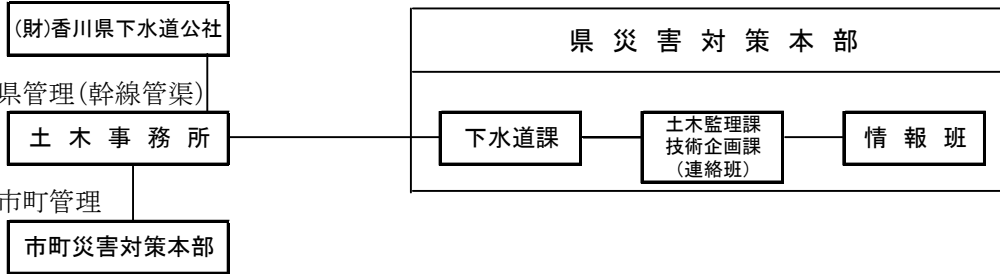 (財)香川県下水道公社
県災害対策本部
県管理(幹線管渠)
土木事務所
下水道課
土木監理課
技術企画課
(連絡班)
情報班
市町管理
市町災害対策本部